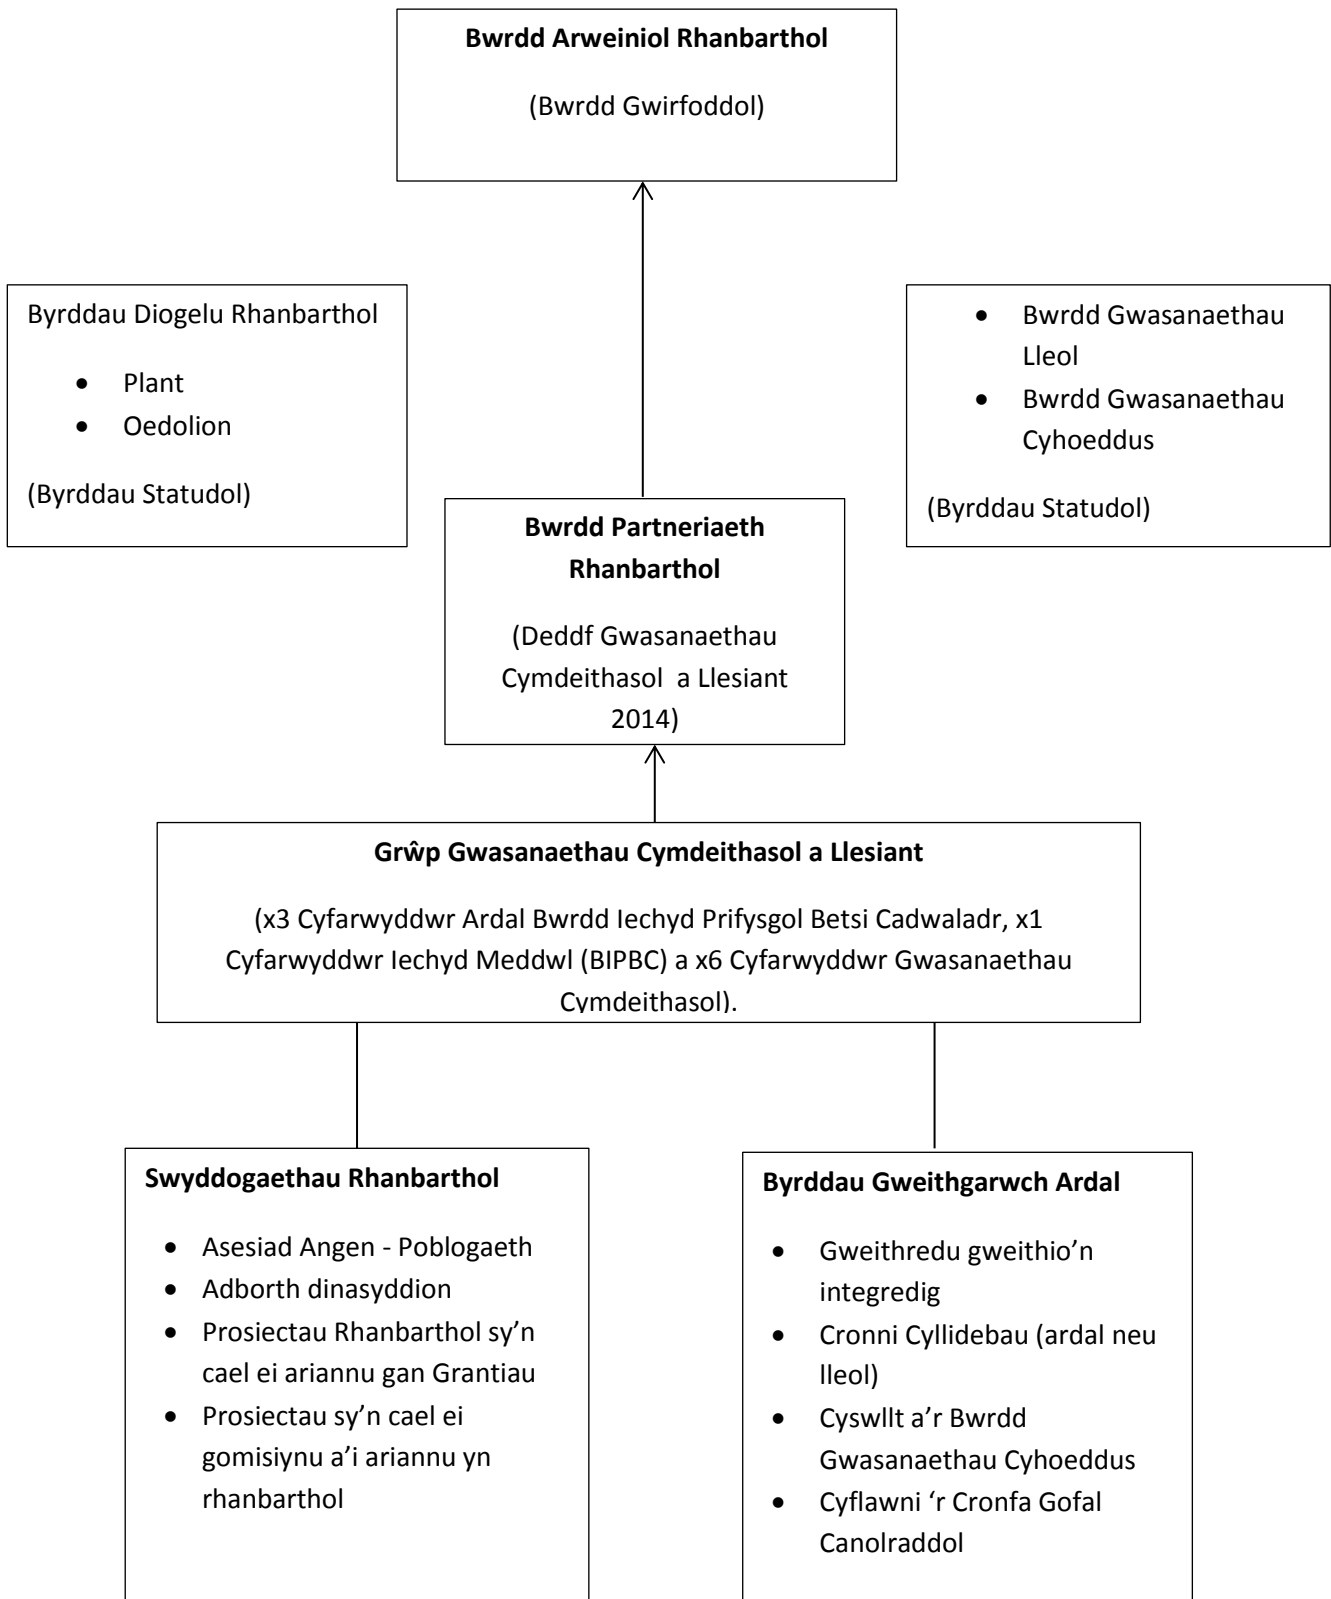 Bwrdd Arweiniol Rhanbarthol
(Bwrdd Gwirfoddol)
Byrddau Diogelu Rhanbarthol
• Plant
• Oedolion
(Byrddau Statudol)
• Bwrdd Gwasanaethau
Lleol
• Bwrdd Gwasanaethau
Cyhoeddus
(Byrddau Statudol)
Bwrdd Partneriaeth
Rhanbarthol
(Deddf Gwasanaethau
Cymdeithasol a Llesiant
2014)
Grŵp Gwasanaethau Cymdeithasol a Llesiant
(x3 Cyfarwyddwr Ardal Bwrdd Iechyd Prifysgol Betsi Cadwaladr, x1
Cyfarwyddwr Iechyd Meddwl (BIPBC) a x6 Cyfarwyddwr Gwasanaethau
Cymdeithasol).
Swyddogaethau Rhanbarthol
• Asesiad Angen - Poblogaeth
• Adborth dinasyddion
• Prosiectau Rhanbarthol sy’n
cael ei ariannu gan Grantiau
• Prosiectau sy’n cael ei
gomisiynu a’i ariannu yn
rhanbarthol
Byrddau Gweithgarwch Ardal
• Gweithredu gweithio’n
integredig
• Cronni Cyllidebau (ardal neu
lleol)
• Cyswllt a’r Bwrdd
Gwasanaethau Cyhoeddus
• Cyflawni ‘r Cronfa Gofal
Canolraddol